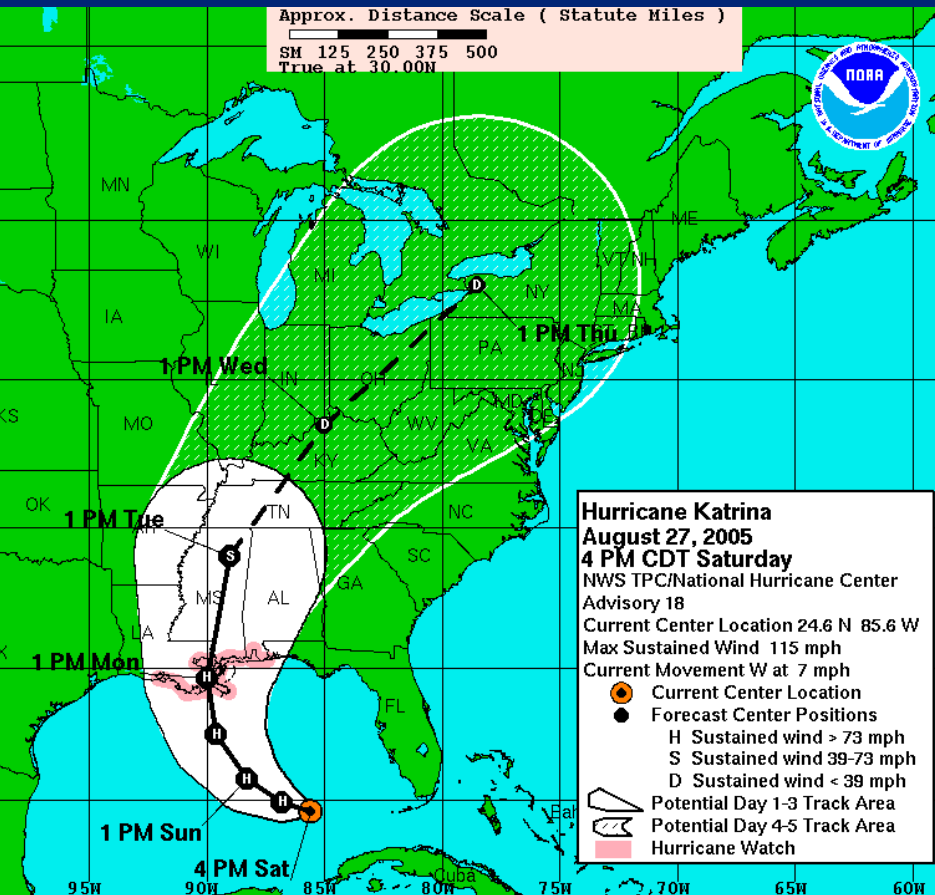 Approx. Distance Scale ( Statute Miles )
SM 125 250 375 500
True at 30.00N
NOAA
MN
ME
WI
VT NH
MI
NY
MA
IA
1 PM Thu
PA
1 PM Wed
IN
OH
NJ
KS
MD
DE
MO
WV
VA
KY
OK
1 PM Tue
TN
NC
SC
GA
MS
AL
LA
1 PM Mon
FL
1 PM Sun
4 PM Sat
Bah
Cuba
95W 90W 85W 80W 75W 70W 65W 60W
Hurricane Katrina
August 27, 2005
4 PM CDT Saturday
NWS TPC/National Hurricane Center
Advisory 18
Current Center Location 24.6 N 85.6 W
Max Sustained Wind 115 mph
Current Movement W at 7 mph
Current Center Location
Forecast Center Positions
H Sustained wind > 73 mph
S Sustained wind 39-73 mph
D Sustained wind < 39 mph
Potential Day 1-3 Track Area
Potential Day 4-5 Track Area
Hurricane Watch
D
D
S
H
H
H
H